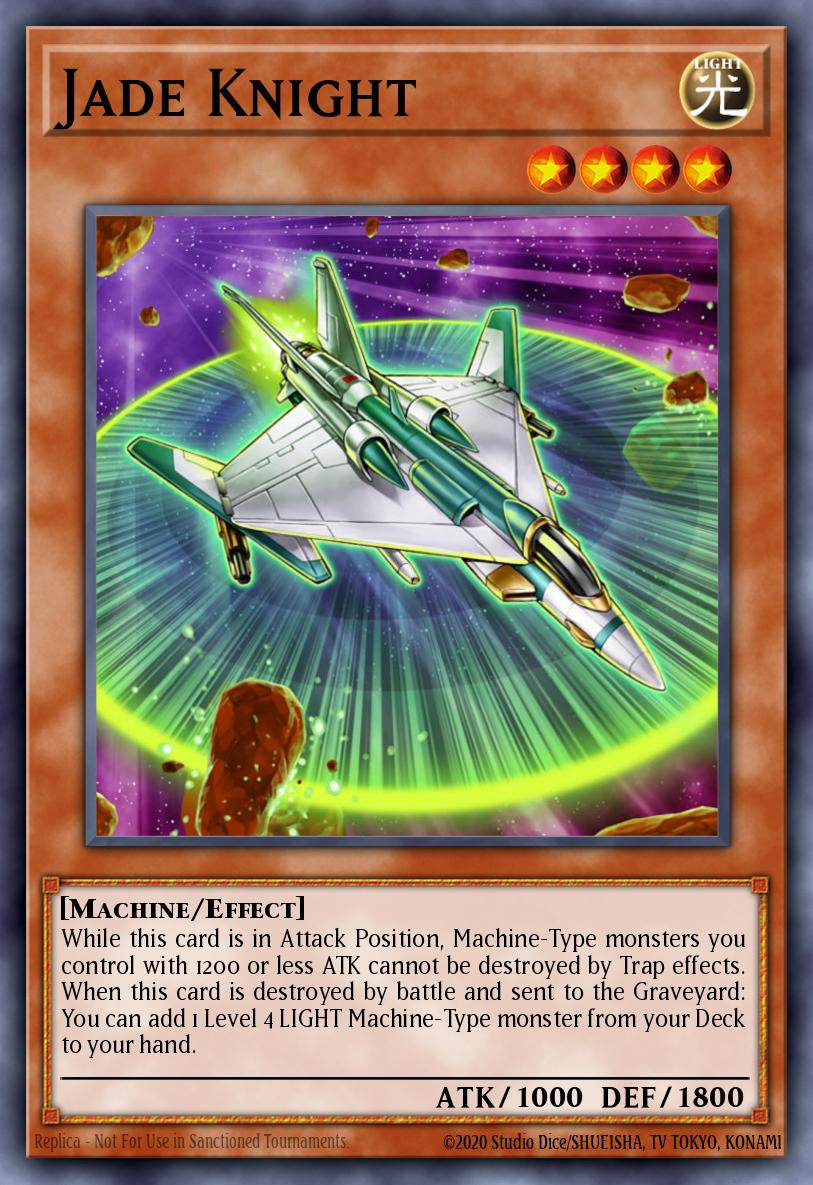 Jade Knight
LIGHT
光
[Machine/Effect]
While this card is in Attack Position, Machine-Type monsters you
control with 1200 or less ATK cannot be destroyed by Trap effects.
When this card is destroyed by battle and sent to the Graveyard:
You can add 1 Level 4 LIGHT Machine-Type monster from your Deck
to your hand.
ATK/1000 DEF/1800
Replica - Not For Use in Sanctioned Tournaments.
©2020 Studio Dice/SHUEISHA, TV TOKYO, KONAMI